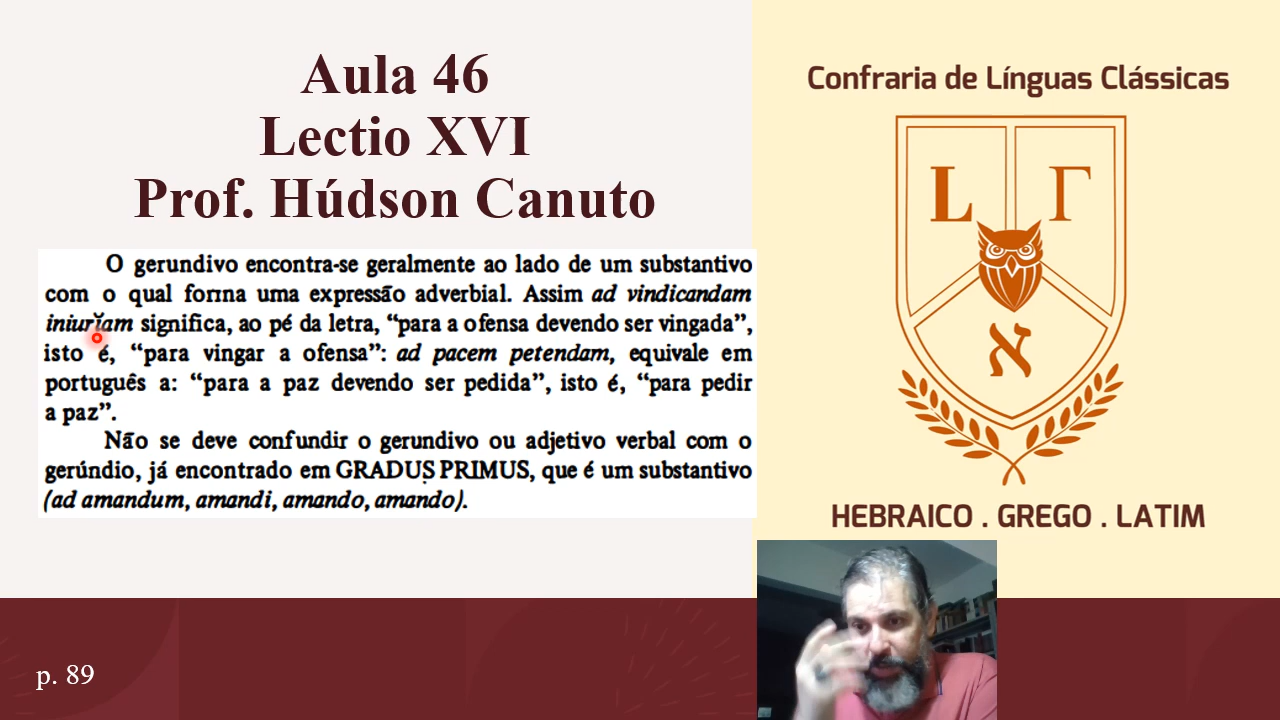 Aula 46
Lectio XVI
Prof. Húdson Canuto
O gerundivo encontra-se geralmente ao lado de um substantivo
com o qual forma uma expressão adverbial. Assim ad vindicandam
iniurĭam significa, ao pé da letra, “para a ofensa devendo ser vingada”,
isto é, “para vingar a ofensa”: ad pacem petendam, equivale em
português a: “para a paz devendo ser pedida”, isto é, “para pedir
a paz”.
Não se deve confundir o gerundivo ou adjetivo verbal com o
gerúndio, já encontrado em GRADUS PRIMUS, que é um substantivo
(ad amandum, amandi, amando, amando).
p. 89
Confraria de Línguas Clássicas
L Γ
א
HEBRAICO . GREGO . LATIM